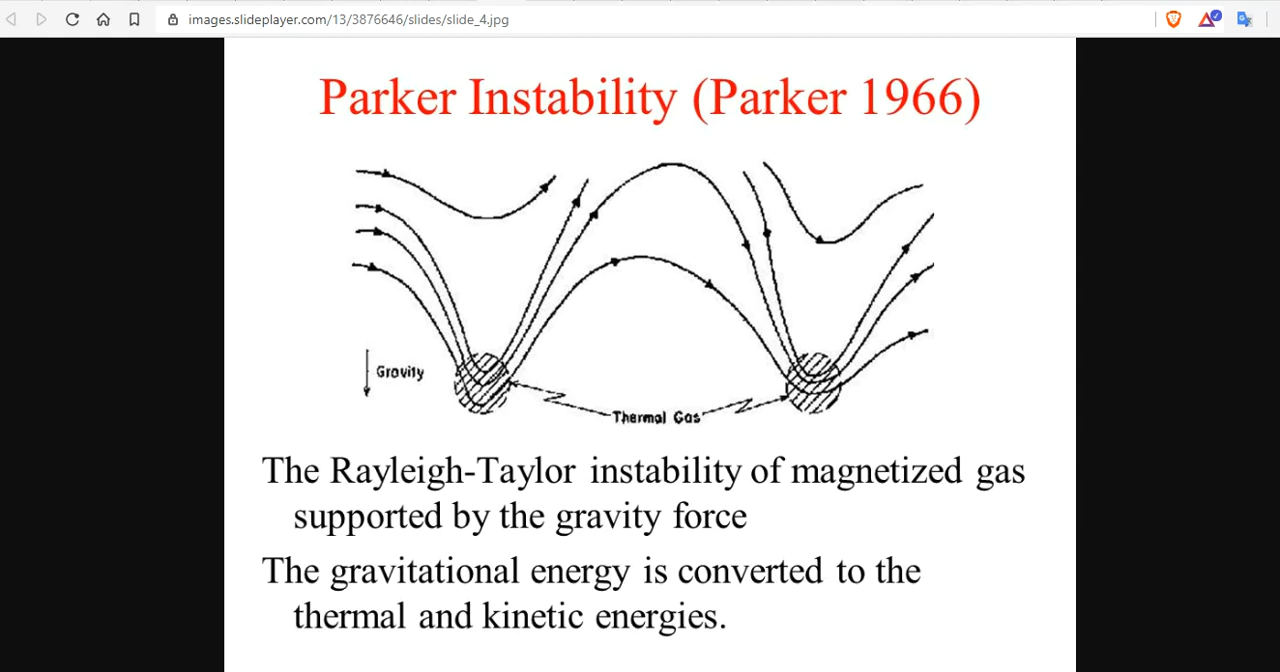 images.slideplayer.com/13/3876646/slides/slide_4.jpg
Parker Instability (Parker 1966)
Gravity
Thermal Gas
The Rayleigh-Taylor instability of magnetized gas
supported by the gravity force
The gravitational energy is converted to the
thermal and kinetic energies.